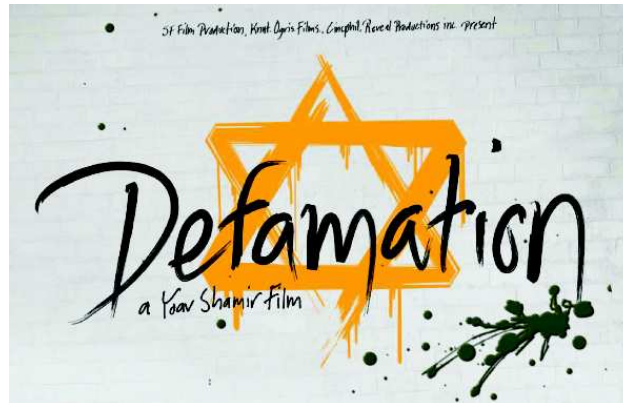 SF Film Production, Knut Ogris Films, Cinephil, Reveal Productions inc. present
Defamation
a Yoav Shamir Film